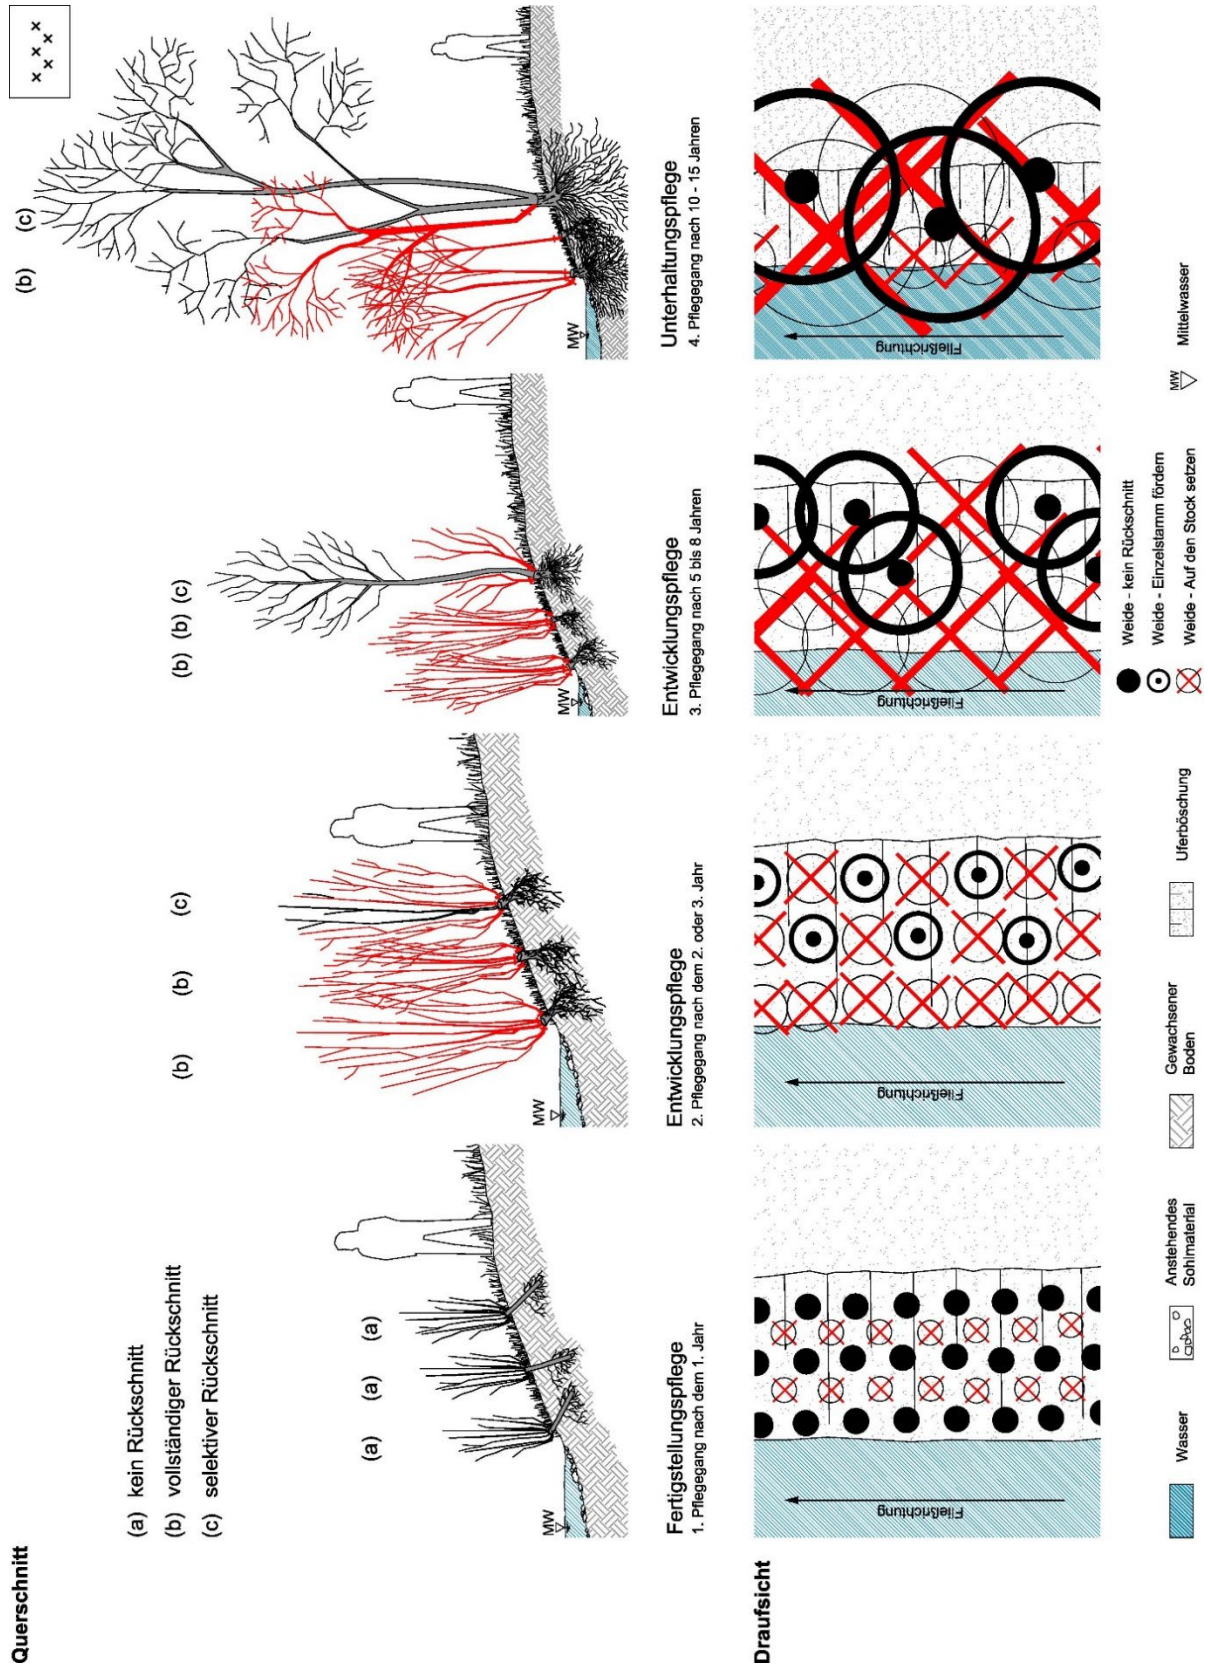 Querschnitt
(a) kein Rückschnitt
(b) vollständiger Rückschnitt
(c) selektiver Rückschnitt
(a)
(a)
(a)
MW
(b)
(b)
(c)
MW
(b)
(b)
(c)
MW
(b)
(c)
MW
Fertigstellungspflege
1. Pflegegang nach dem 1. Jahr
Entwicklungspflege
2. Pflegegang nach dem 2. oder 3. Jahr
Entwicklungspflege
3. Pflegegang nach 5 bis 8 Jahren
Unterhaltungspflege
4. Pflegegang nach 10 - 15 Jahren
Draufsicht
Fließrichtung
Fließrichtung
Fließrichtung
Fließrichtung
Wasser
Anstehendes
Sohlmaterial
Gewachsener
Boden
Uferböschung
Weide - kein Rückschnitt
Weide - Einzelstamm fördern
Weide - Auf den Stock setzen
MW
Mittelwasser